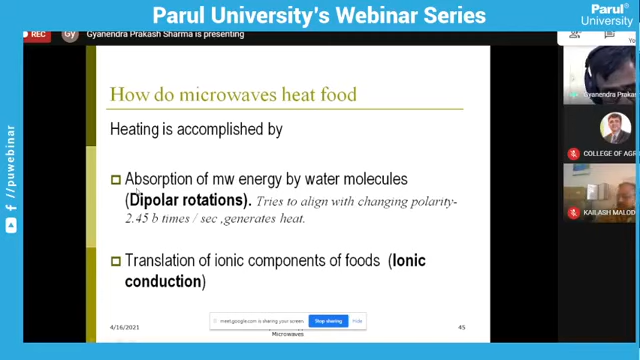 Parul University's Webinar Series
Parul®
University
REC
Gy
Gyanendra Prakash Sharma is presenting
Yo
How do microwaves heat food
Heating is accomplished by
Absorption of mw energy by water molecules
(Dipolar rotations). Tries to align with changing polarity-
2.45 b times / sec ,generates heat.
Translation of ionic components of foods (Ionic
conduction)
Gyanendra Prakas
COLLEGE OF AGR
KAILASH MALOD
/puwebinar
meet.google.com is sharing your screen.
Stop sharing
Hide
4/16/2021
Microwaves
45